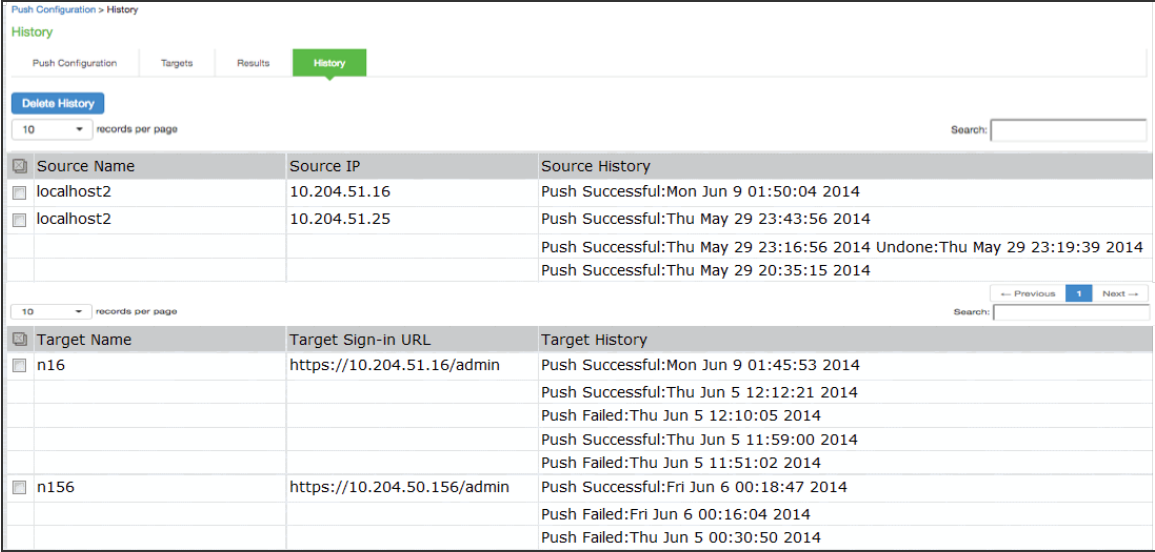 Push Configuration > History
History
Push Configuration Targets Results History
Delete History
10 records per page Search:
Source Name Source IP Source History
localhost2 10.204.51.16 Push Successful:Mon Jun 9 01:50:04 2014
localhost2 10.204.51.25 Push Successful:Thu May 29 23:43:56 2014
Push Successful:Thu May 29 23:16:56 2014 Undone:Thu May 29 23:19:39 2014
Push Successful:Thu May 29 20:35:15 2014
← Previous 1 Next →
10 records per page Search:
Target Name Target Sign-in URL Target History
n16 https://10.204.51.16/admin Push Successful:Mon Jun 9 01:45:53 2014
Push Successful:Thu Jun 5 12:12:21 2014
Push Failed:Thu Jun 5 12:10:05 2014
Push Successful:Thu Jun 5 11:59:00 2014
Push Failed:Thu Jun 5 11:51:02 2014
n156 https://10.204.50.156/admin Push Successful:Fri Jun 6 00:18:47 2014
Push Failed:Fri Jun 6 00:16:04 2014
Push Failed:Thu Jun 5 00:30:50 2014